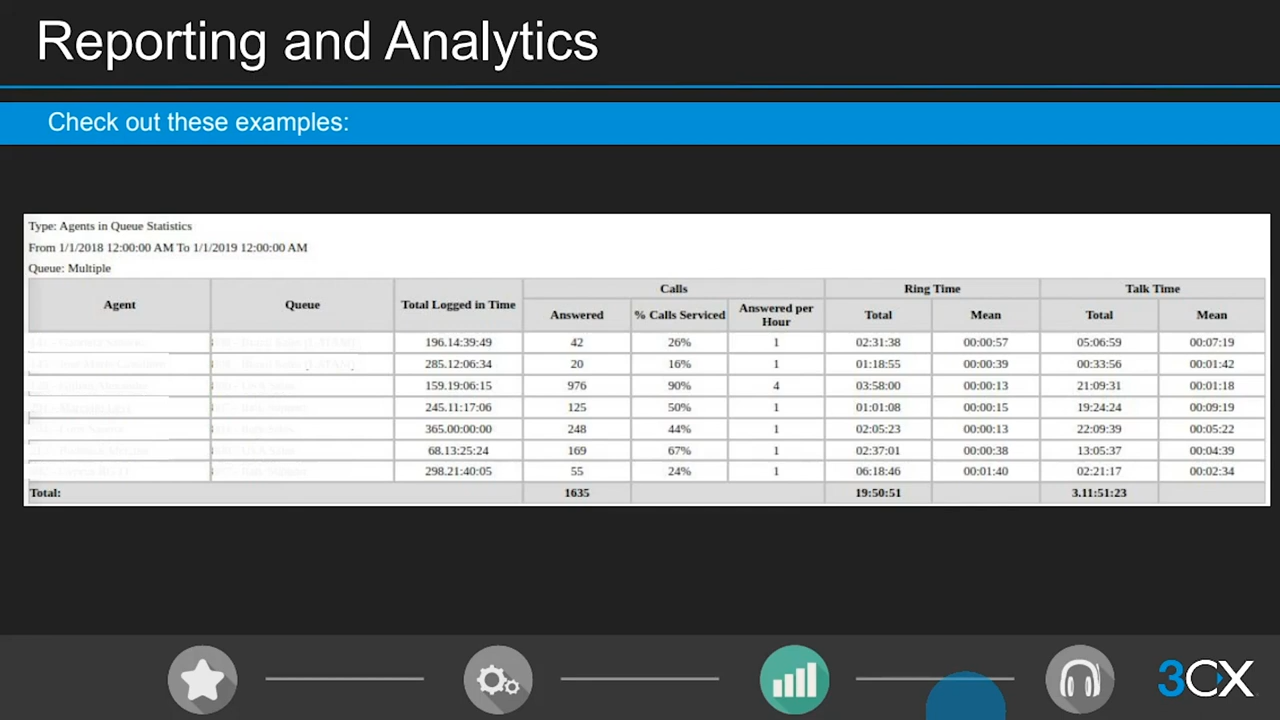 Reporting and Analytics
Check out these examples:
Type: Agents in Queue Statistics
From 1/1/2018 12:00:00 AM To 1/1/2019 12:00:00 AM
Queue: Multiple
Agent Queue Total Logged in Time Calls Ring Time Talk Time
Answered % Calls Serviced Answered per Hour Total Mean Total Mean
196.14:39:49 42 26% 1 02:31:38 00:00:57 05:06:59 00:07:19
285.12:06:34 20 16% 1 01:18:55 00:00:39 00:33:56 00:01:42
159.19:06:15 976 90% 4 03:58:00 00:00:13 21:09:31 00:01:18
245.11:17:06 125 50% 1 01:01:08 00:00:15 19:24:24 00:09:19
365.00:00:00 248 44% 1 02:05:23 00:00:13 22:09:39 00:05:22
68.13:25:24 169 67% 1 02:37:01 00:00:38 13:05:37 00:04:39
298.21:40:05 55 24% 1 06:18:46 00:01:40 02:21:17 00:02:34
Total: 1635 19:50:51 3.11:51:23
3CX